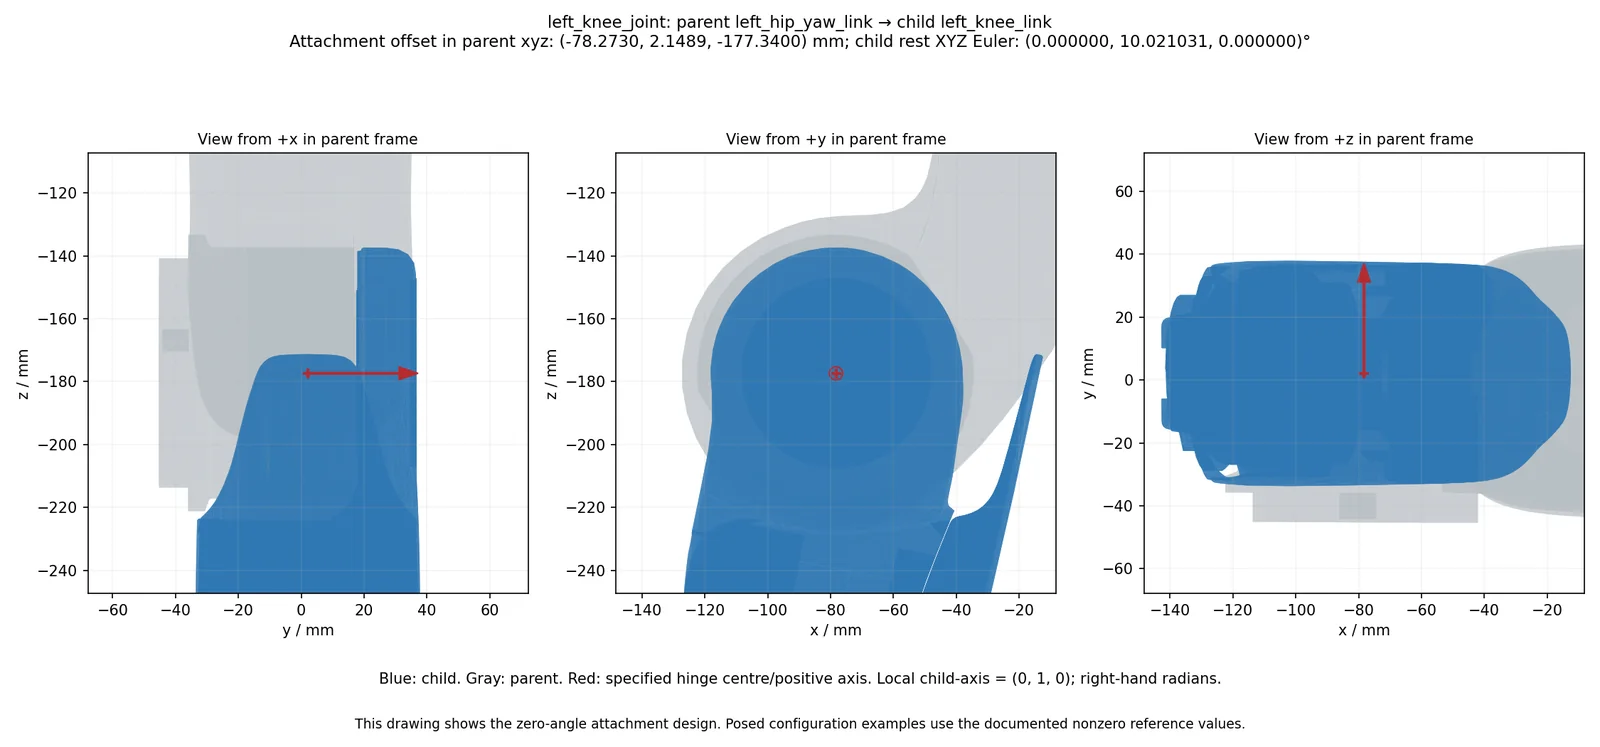 left_knee_joint: parent left_hip_yaw_link → child left_knee_link
Attachment offset in parent xyz: (-78.2730, 2.1489, -177.3400) mm; child rest XYZ Euler: (0.000000, 10.021031, 0.000000)°
View from +x in parent frame
−120
−140
−160
−180
−200
−220
−240
z / mm
−60 −40 −20 0 20 40 60
y / mm
View from +y in parent frame
−120
−140
−160
−180
−200
−220
−240
z / mm
−140 −120 −100 −80 −60 −40 −20
x / mm
View from +z in parent frame
60
40
20
0
−20
−40
−60
y / mm
−140 −120 −100 −80 −60 −40 −20
x / mm
Blue: child. Gray: parent. Red: specified hinge centre/positive axis. Local child-axis = (0, 1, 0); right-hand radians.
This drawing shows the zero-angle attachment design. Posed configuration examples use the documented nonzero reference values.